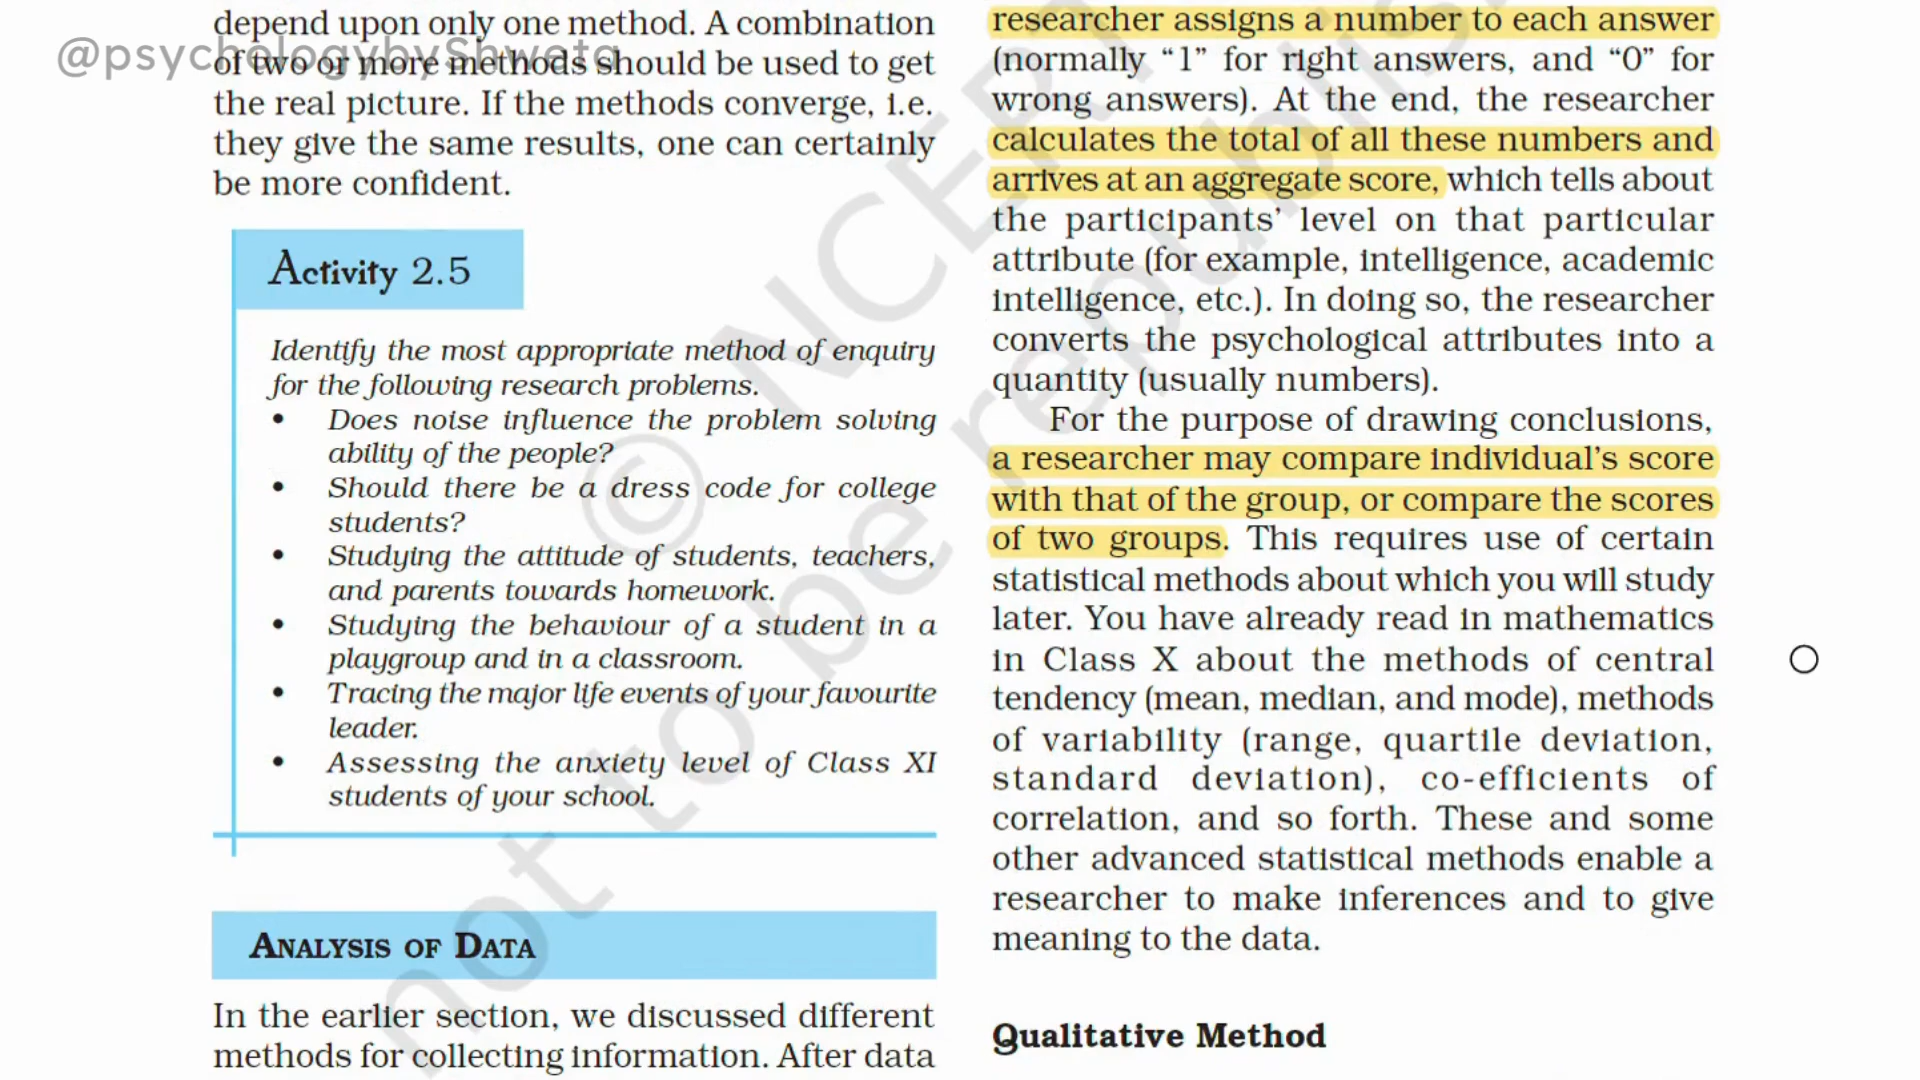 @psychologybyShweta
depend upon only one method. A combination
of two or more methods should be used to get
the real picture. If the methods converge, i.e.
they give the same results, one can certainly
be more confident.
Activity 2.5
Identify the most appropriate method of enquiry
for the following research problems.
• Does noise influence the problem solving
ability of the people?
• Should there be a dress code for college
students?
• Studying the attitude of students, teachers,
and parents towards homework.
• Studying the behaviour of a student in a
playgroup and in a classroom.
• Tracing the major life events of your favourite
leader.
• Assessing the anxiety level of Class XI
students of your school.
ANALYSIS OF DATA
In the earlier section, we discussed different
methods for collecting information. After data
researcher assigns a number to each answer
(normally “1” for right answers, and “0” for
wrong answers). At the end, the researcher
calculates the total of all these numbers and
arrives at an aggregate score, which tells about
the participants’ level on that particular
attribute (for example, intelligence, academic
intelligence, etc.). In doing so, the researcher
converts the psychological attributes into a
quantity (usually numbers).
For the purpose of drawing conclusions,
a researcher may compare individual’s score
with that of the group, or compare the scores
of two groups. This requires use of certain
statistical methods about which you will study
later. You have already read in mathematics
in Class X about the methods of central
tendency (mean, median, and mode), methods
of variability (range, quartile deviation,
standard deviation), co-efficients of
correlation, and so forth. These and some
other advanced statistical methods enable a
researcher to make inferences and to give
meaning to the data.
Qualitative Method
© NCERT
not to be republis